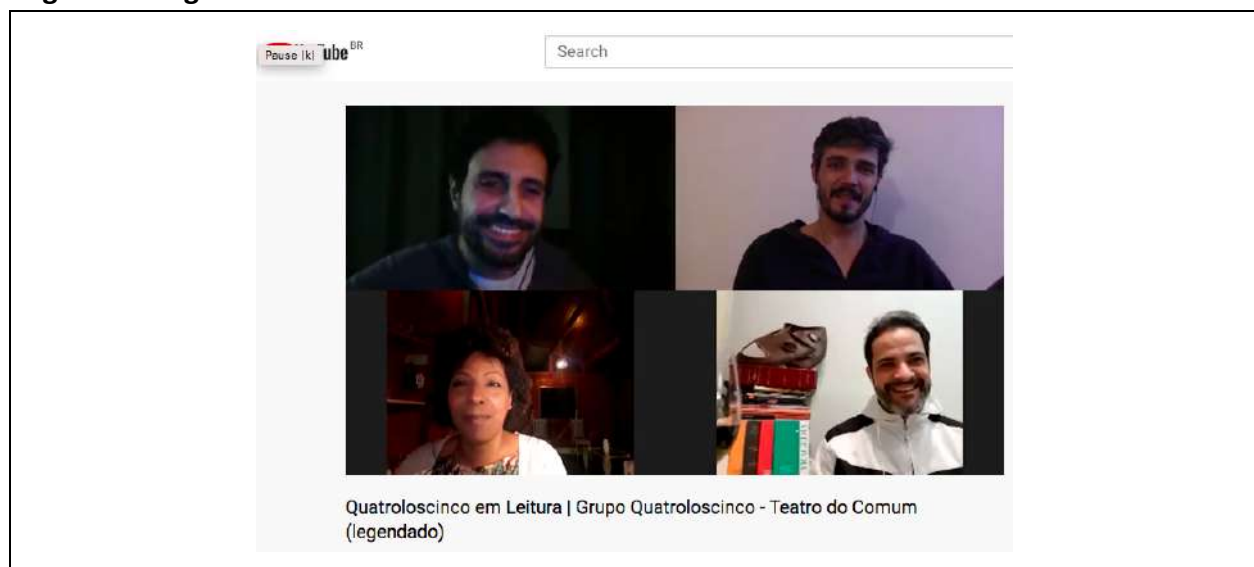 Pause (k) ube BR
Search
Quatroloscinco em Leitura | Grupo Quatroloscinco - Teatro do Comum
(legendado)